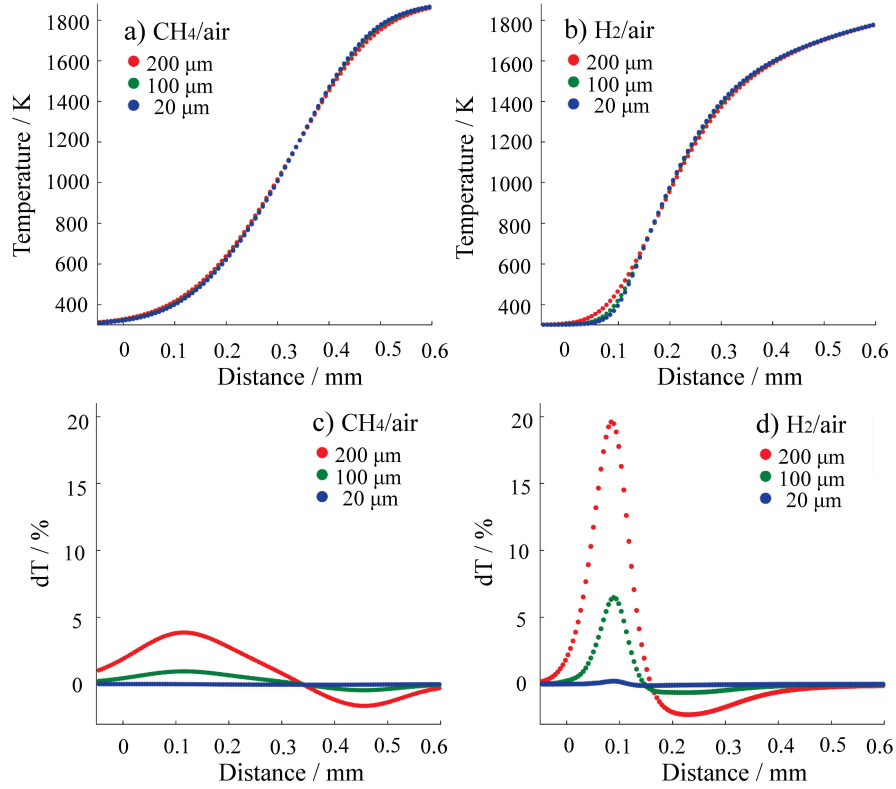 a) CH4/air
200 µm
100 µm
20 µm
Temperature / K
1800
1600
1400
1200
1000
800
600
400
0 0.1 0.2 0.3 0.4 0.5 0.6
Distance / mm
b) H2/air
200 µm
100 µm
20 µm
Temperature / K
1800
1600
1400
1200
1000
800
600
400
0 0.1 0.2 0.3 0.4 0.5 0.6
Distance / mm
c) CH4/air
200 µm
100 µm
20 µm
dT / %
20
15
10
5
0
0 0.1 0.2 0.3 0.4 0.5 0.6
Distance / mm
d) H2/air
200 µm
100 µm
20 µm
dT / %
20
15
10
5
0
0 0.1 0.2 0.3 0.4 0.5 0.6
Distance / mm